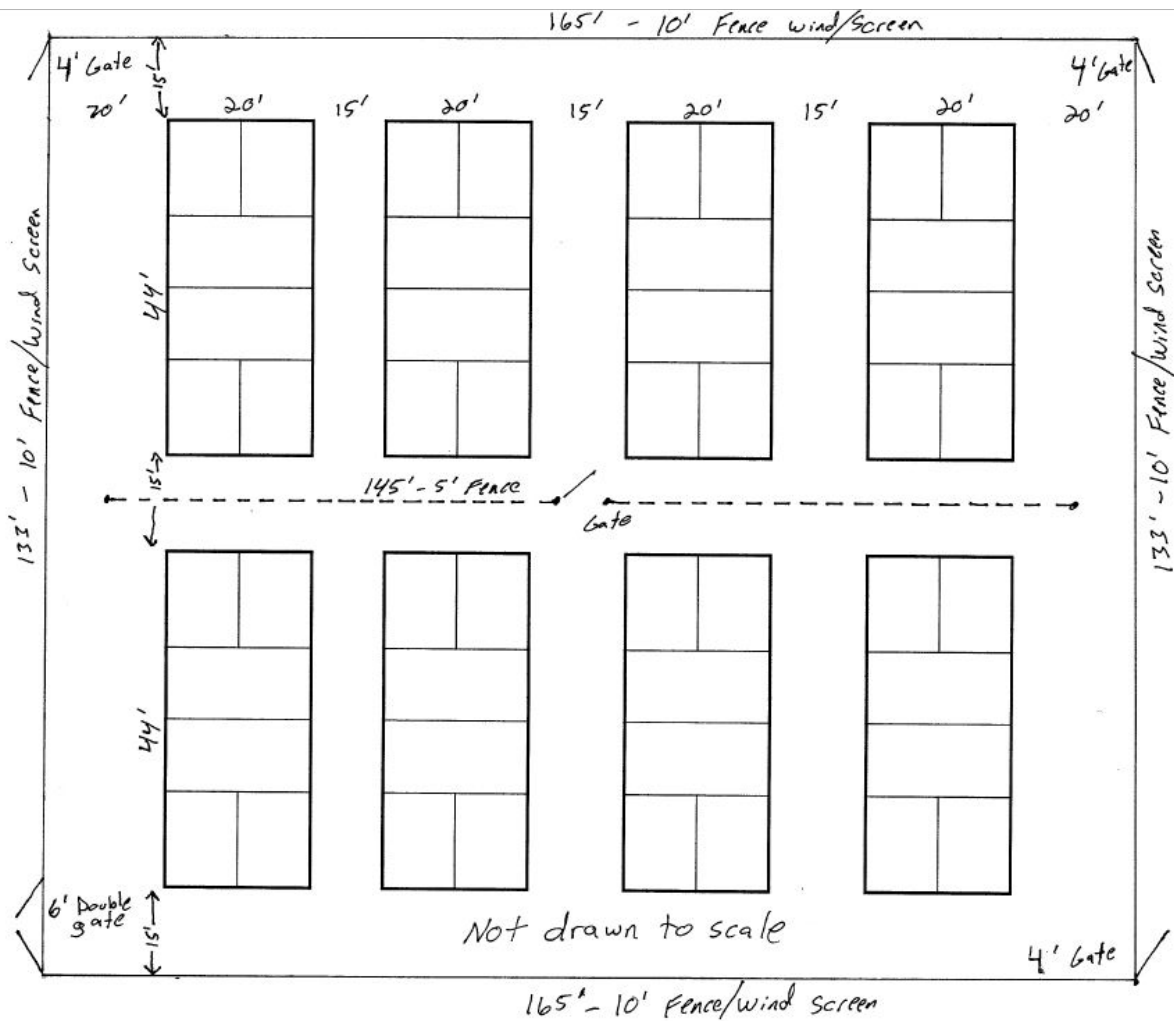 165' - 10' Fence wind/Screen
4' Gate
15'
4' Gate
20'
20'
15'
20'
15'
20'
15'
20'
20'
133' - 10' Fence/Wind Screen
44'
133' - 10' Fence/Wind Screen
15'
145' - 5' Fence
Gate
44'
6' Double
gate
15'
Not drawn to scale
4' Gate
165' - 10' Fence/Wind Screen